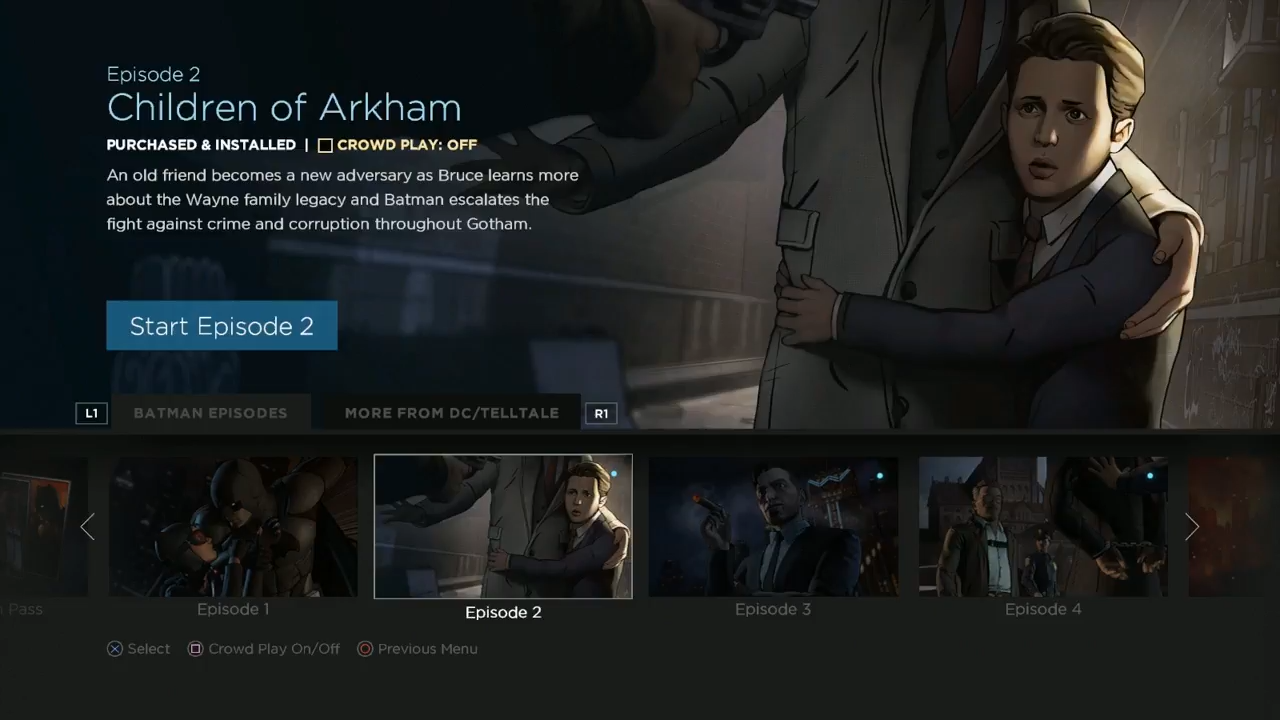 Episode 2
Children of Arkham
PURCHASED & INSTALLED | CROWD PLAY: OFF
An old friend becomes a new adversary as Bruce learns more
about the Wayne family legacy and Batman escalates the
fight against crime and corruption throughout Gotham.
Start Episode 2
L1 BATMAN EPISODES MORE FROM DC/TELLTALE R1
Pass Episode 1 Episode 2 Episode 3 Episode 4
Select Crowd Play On/Off Previous Menu